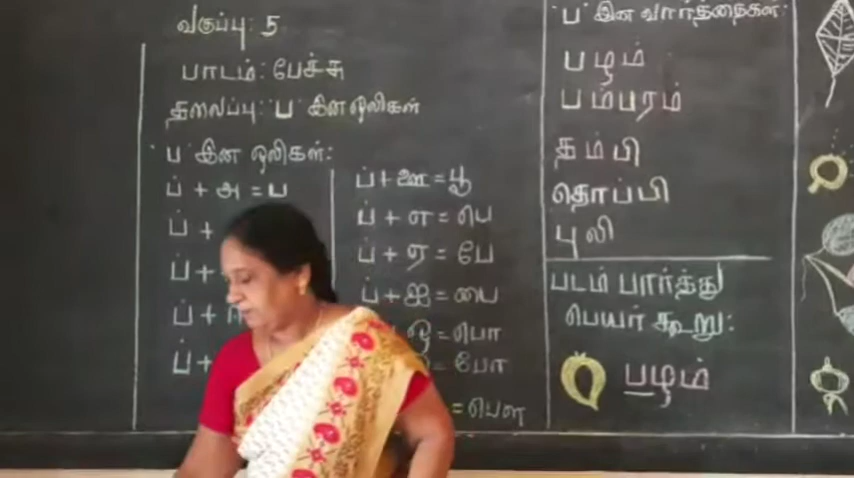 வகுப்பு: 5
பாடம்: பேச்சு
தலைப்பு: 'ப' இன ஒலிகள்
'ப' இன ஒலிகள்:
ப் + அ = ப
ப் +
ப் +
ப் +
ப் +
ப் + ஊ = பூ
ப் + எ = பெ
ப் + ஏ = பே
ப் + ஐ = பை
ஒ = பொ
= போ
= பௌ
'ப' இன வார்த்தைகள்:
பழம்
பம்பரம்
தம்பி
தொப்பி
புலி
படம் பார்த்து
பெயர் கூறு:
பழம்